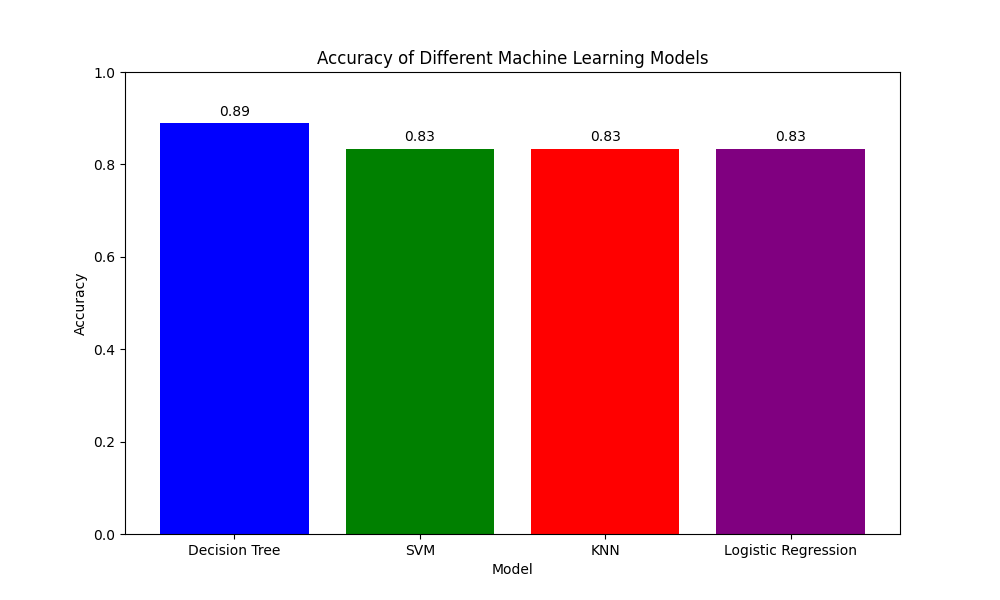 Accuracy of Different Machine Learning Models
1.0
0.8
0.6
0.4
0.2
0.0
Accuracy
0.89
0.83
0.83
0.83
Decision Tree
SVM
KNN
Logistic Regression
Model